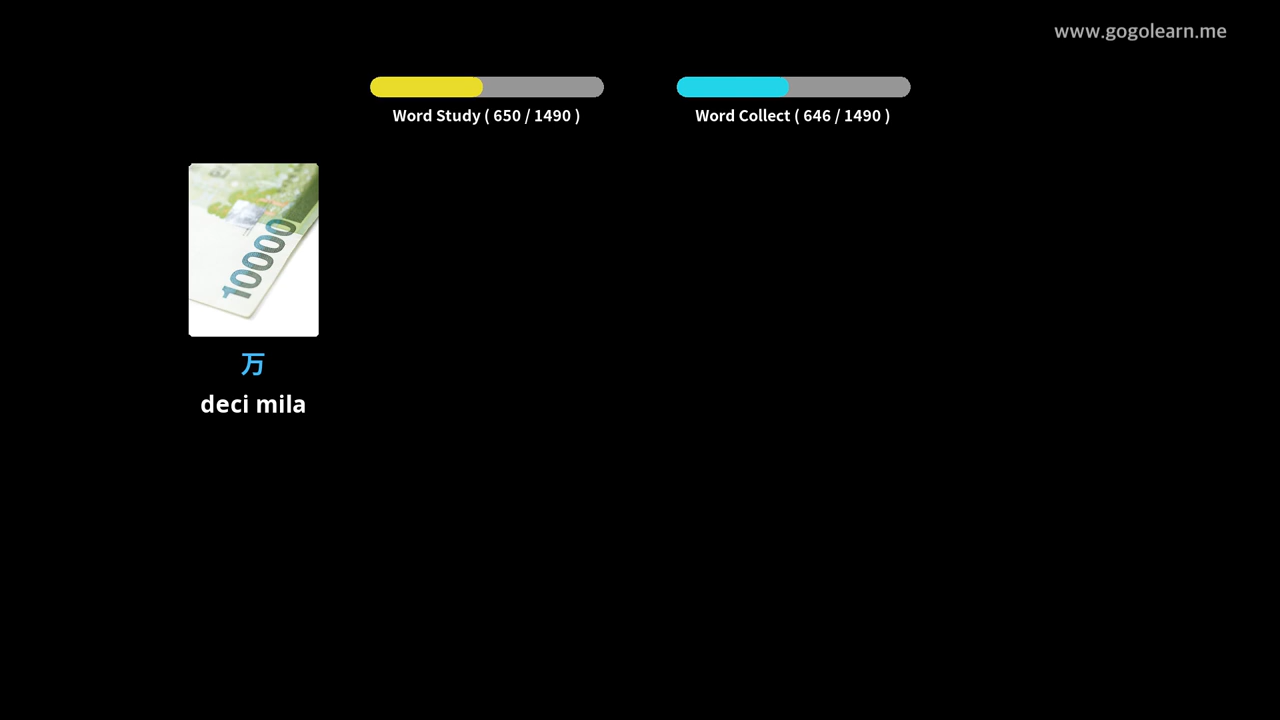 www.gogolearn.me
Word Study ( 650 / 1490 )
Word Collect ( 646 / 1490 )
10000
万
deci mila